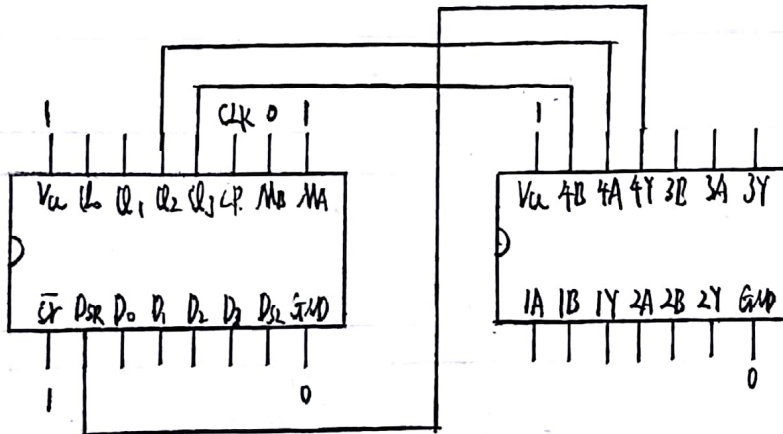 1 CLK 0 1 1
Vcc Q₀ Q₁ Q₂ Q₃ CP. MB MA Vcc 4B 4A 4Y 3B 3A 3Y
C̅r̅ DSR D₀ D₁ D₂ D₃ DSL GND 1A 1B 1Y 2A 2B 2Y GND
1 0 0